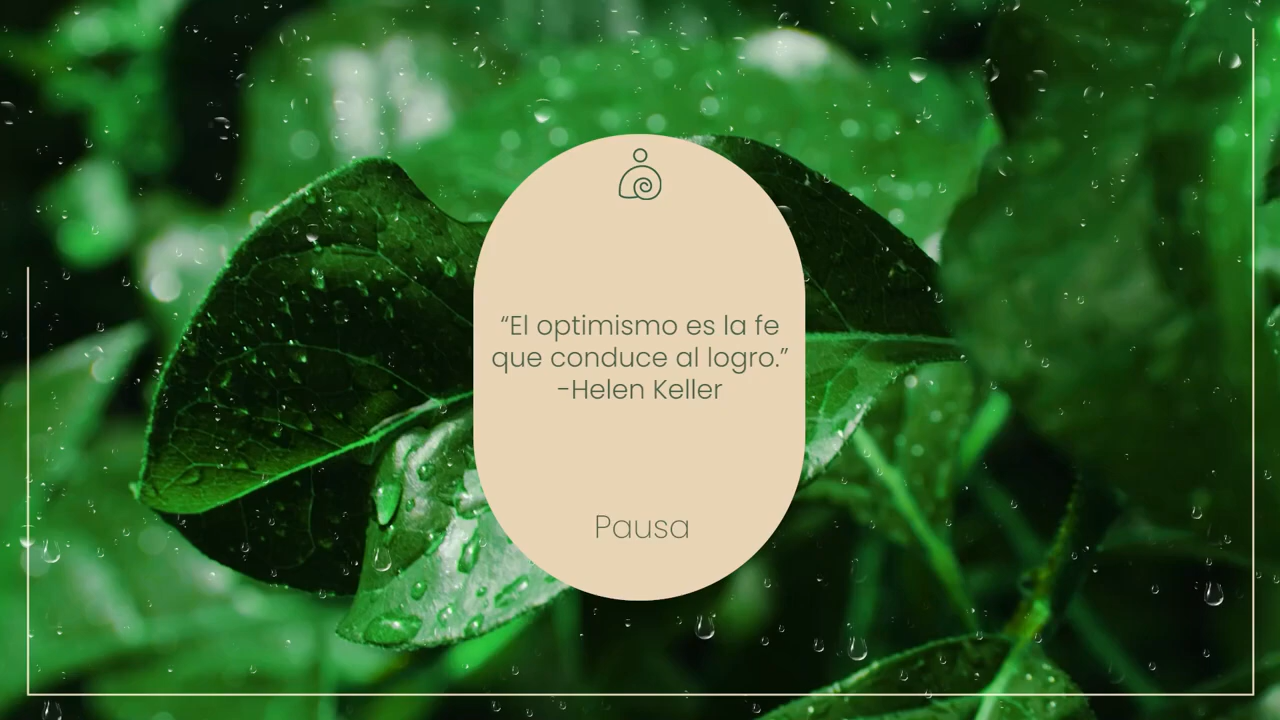 “El optimismo es la fe
que conduce al logro.”
-Helen Keller
Pausa